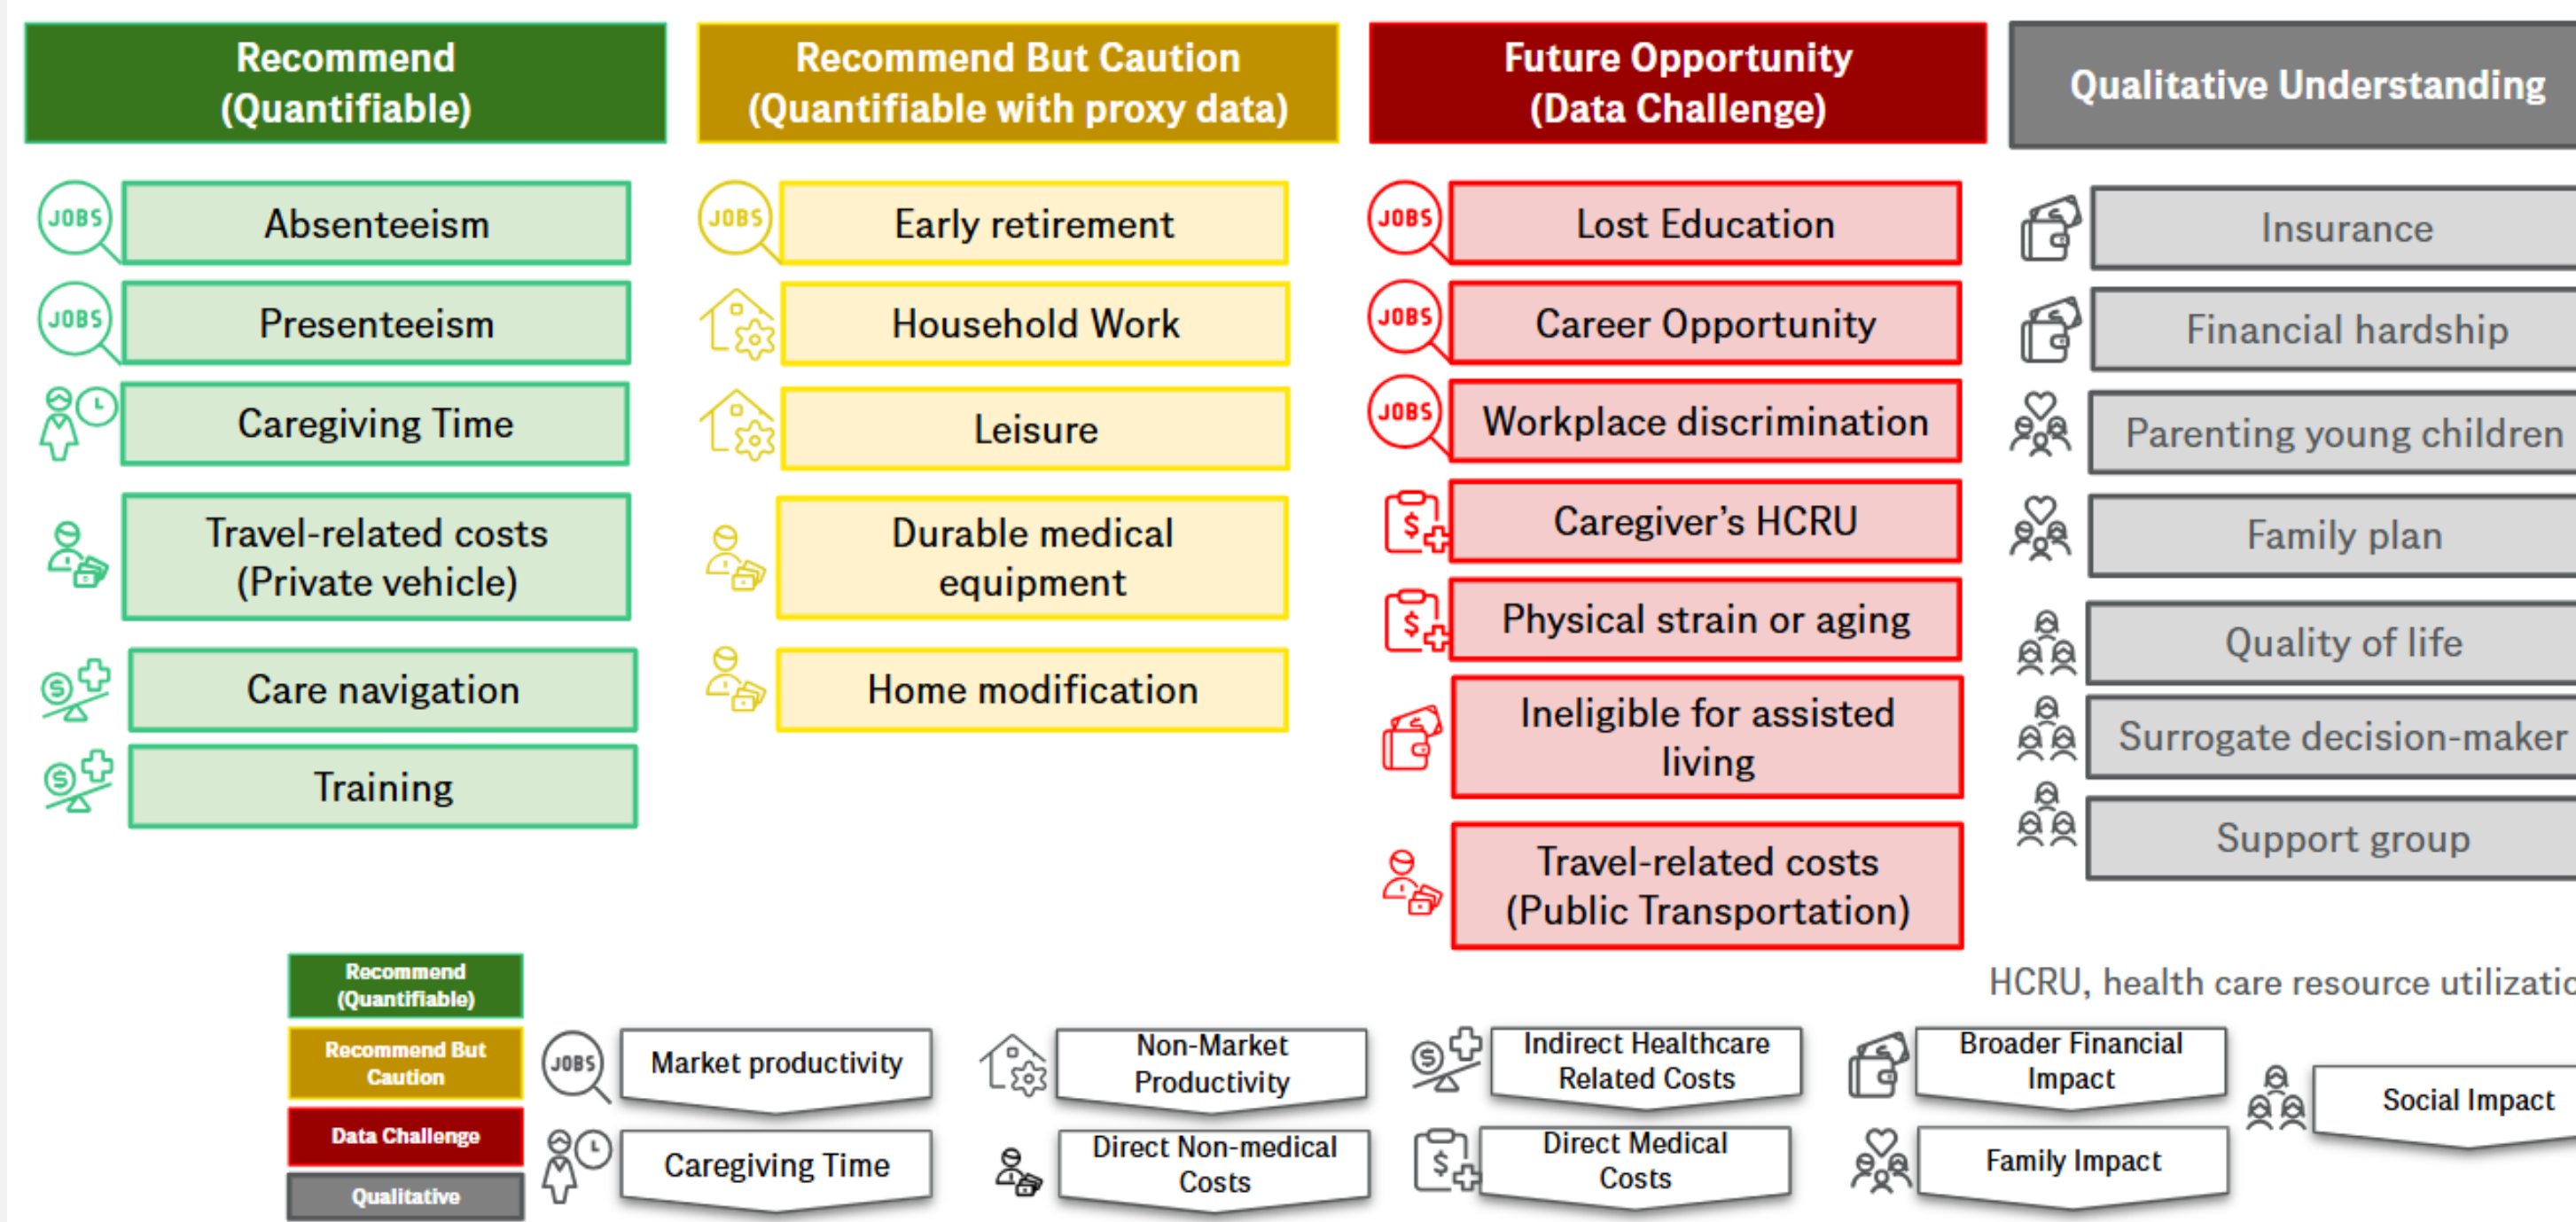 Recommend
(Quantifiable)
Recommend But Caution
(Quantifiable with proxy data)
Future Opportunity
(Data Challenge)
Qualitative Understanding
JOBS
Absenteeism
JOBS
Presenteeism
Caregiving Time
Travel-related costs
(Private vehicle)
Care navigation
Training
JOBS
Early retirement
Household Work
Leisure
Durable medical
equipment
Home modification
JOBS
Lost Education
JOBS
Career Opportunity
JOBS
Workplace discrimination
Caregiver’s HCRU
Physical strain or aging
Ineligible for assisted
living
Travel-related costs
(Public Transportation)
Insurance
Financial hardship
Parenting young children
Family plan
Quality of life
Surrogate decision-maker
Support group
HCRU, health care resource utilizatio
Recommend
(Quantifiable)
Recommend But
Caution
Data Challenge
Qualitative
JOBS
Market productivity
Caregiving Time
Non-Market
Productivity
Direct Non-medical
Costs
Indirect Healthcare
Related Costs
Direct Medical
Costs
Broader Financial
Impact
Family Impact
Social Impact